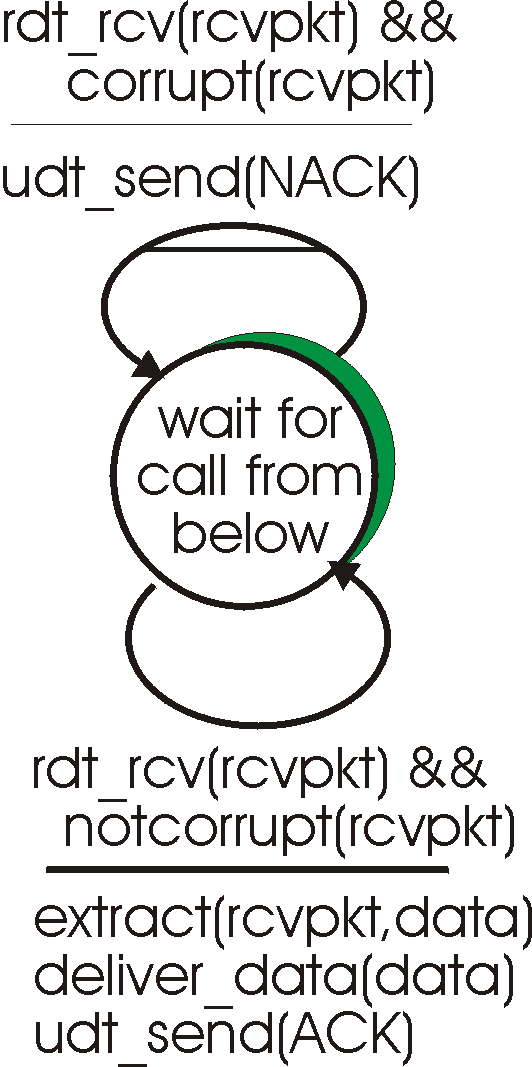 rdt_rcv(rcvpkt) &&
corrupt(rcvpkt)
udt_send(NACK)
wait for
call from
below
rdt_rcv(rcvpkt) &&
notcorrupt(rcvpkt)
extract(rcvpkt,data)
deliver_data(data)
udt_send(ACK)